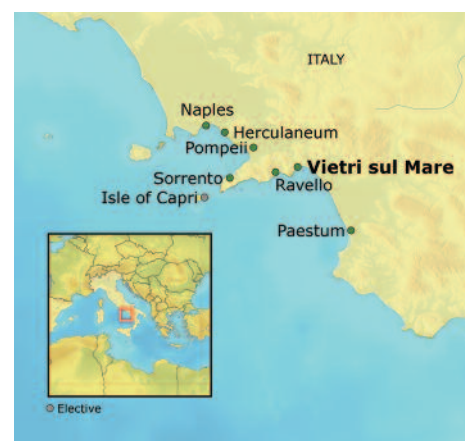 ITALY
Naples
Herculaneum
Pompeii
Vietri sul Mare
Sorrento
Ravello
Isle of Capri
Paestum
Elective